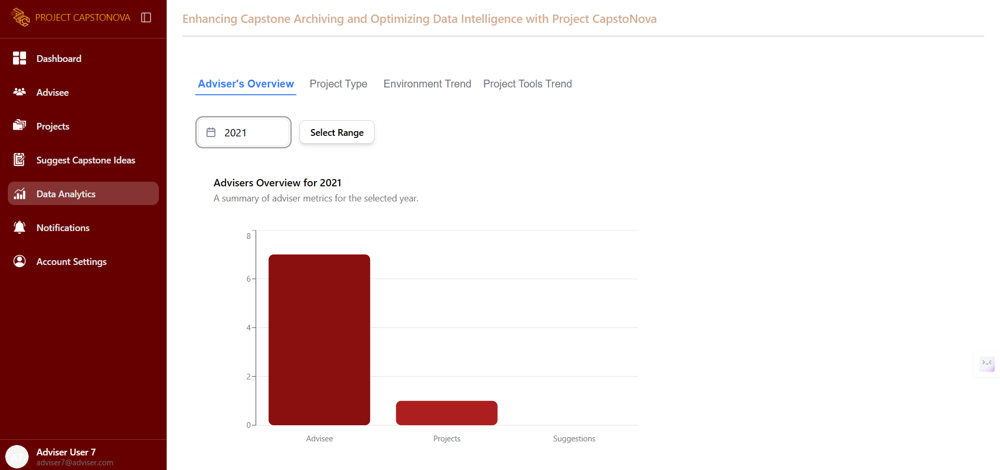 PROJECT CAPSTONOVA
Enhancing Capstone Archiving and Optimizing Data Intelligence with Project CapstoNova
Dashboard
Advisee
Projects
Suggest Capstone Ideas
Data Analytics
Notifications
Account Settings
A7
Adviser User 7
adviser7@adviser.com
Adviser's Overview Project Type Environment Trend Project Tools Trend
2021 Select Range
Advisers Overview for 2021
A summary of adviser metrics for the selected year.
8
6
4
2
0
Advisee Projects Suggestions